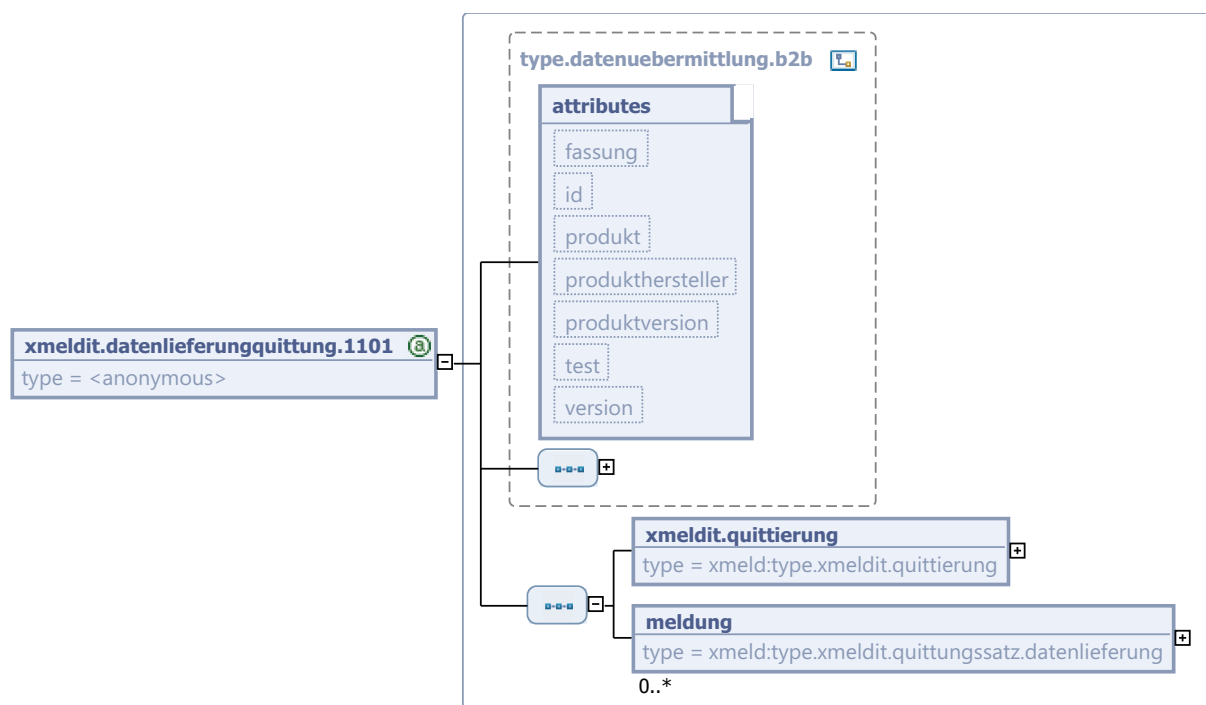 type.datenuebermittlung.b2b
attributes
fassung
id
produkt
produkthersteller
produktversion
test
version
xmeldit.datenlieferungquittung.1101 @
type = <anonymous>
xmeldit.quittierung
type = xmeld:type.xmeldit.quittierung
meldung
type = xmeld:type.xmeldit.quittungssatz.datenlieferung
0..*